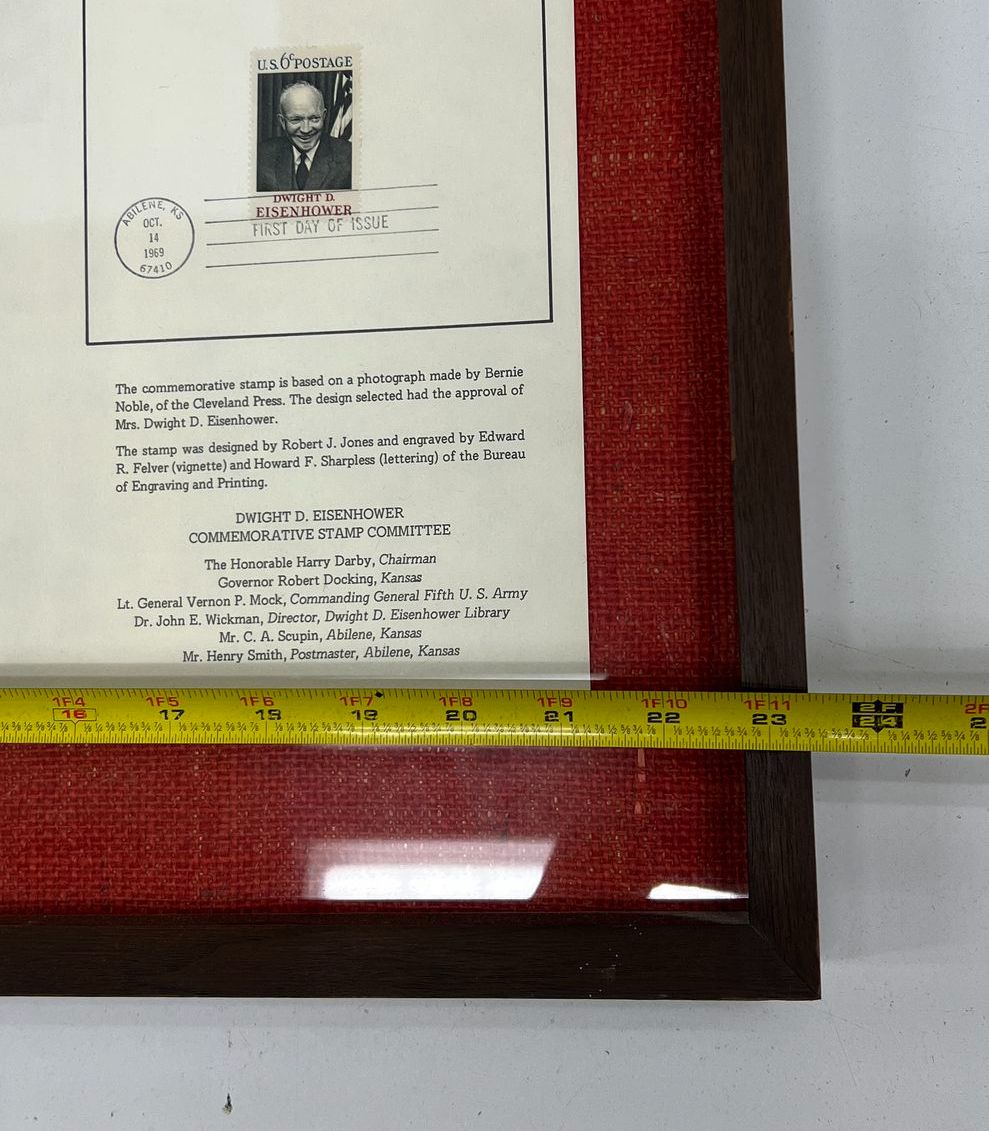 U.S. 6c POSTAGE
DWIGHT D.
EISENHOWER
FIRST DAY OF ISSUE
ABILENE, KS
OCT.
14
1969
67410
The commemorative stamp is based on a photograph made by Bernie
Noble, of the Cleveland Press. The design selected had the approval of
Mrs. Dwight D. Eisenhower.
The stamp was designed by Robert J. Jones and engraved by Edward
R. Felver (vignette) and Howard F. Sharpless (lettering) of the Bureau
of Engraving and Printing.
DWIGHT D. EISENHOWER
COMMEMORATIVE STAMP COMMITTEE
The Honorable Harry Darby, Chairman
Governor Robert Docking, Kansas
Lt. General Vernon P. Mock, Commanding General Fifth U. S. Army
Dr. John E. Wickman, Director, Dwight D. Eisenhower Library
Mr. C. A. Scupin, Abilene, Kansas
Mr. Henry Smith, Postmaster, Abilene, Kansas
1F4 1F5 1F6 1F7 1F8 1F9 1F10 1F11 2F 2F
16 17 18 19 20 21 22 23 24 2